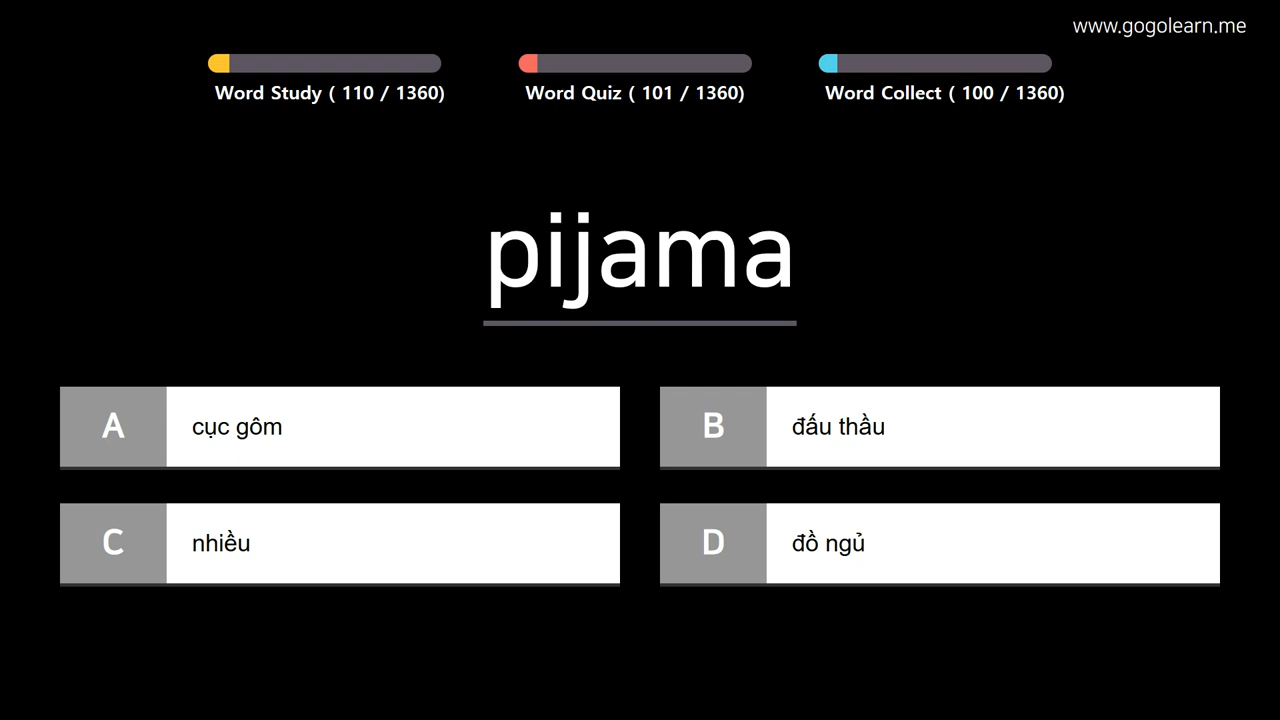 www.gogolearn.me
Word Study ( 110 / 1360)
Word Quiz ( 101 / 1360)
Word Collect ( 100 / 1360)
pijama
A
cục gôm
B
đấu thầu
C
nhiều
D
đồ ngủ